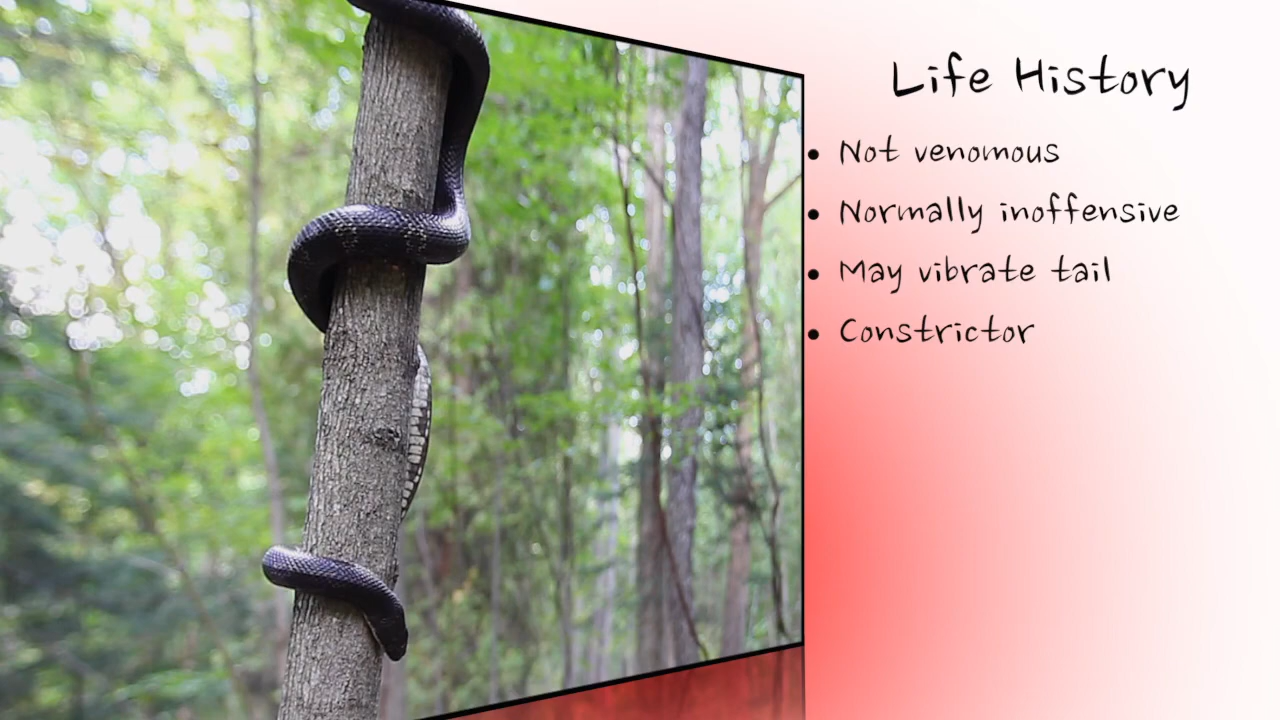 Life History
• Not venomous
• Normally inoffensive
• May vibrate tail
• Constrictor